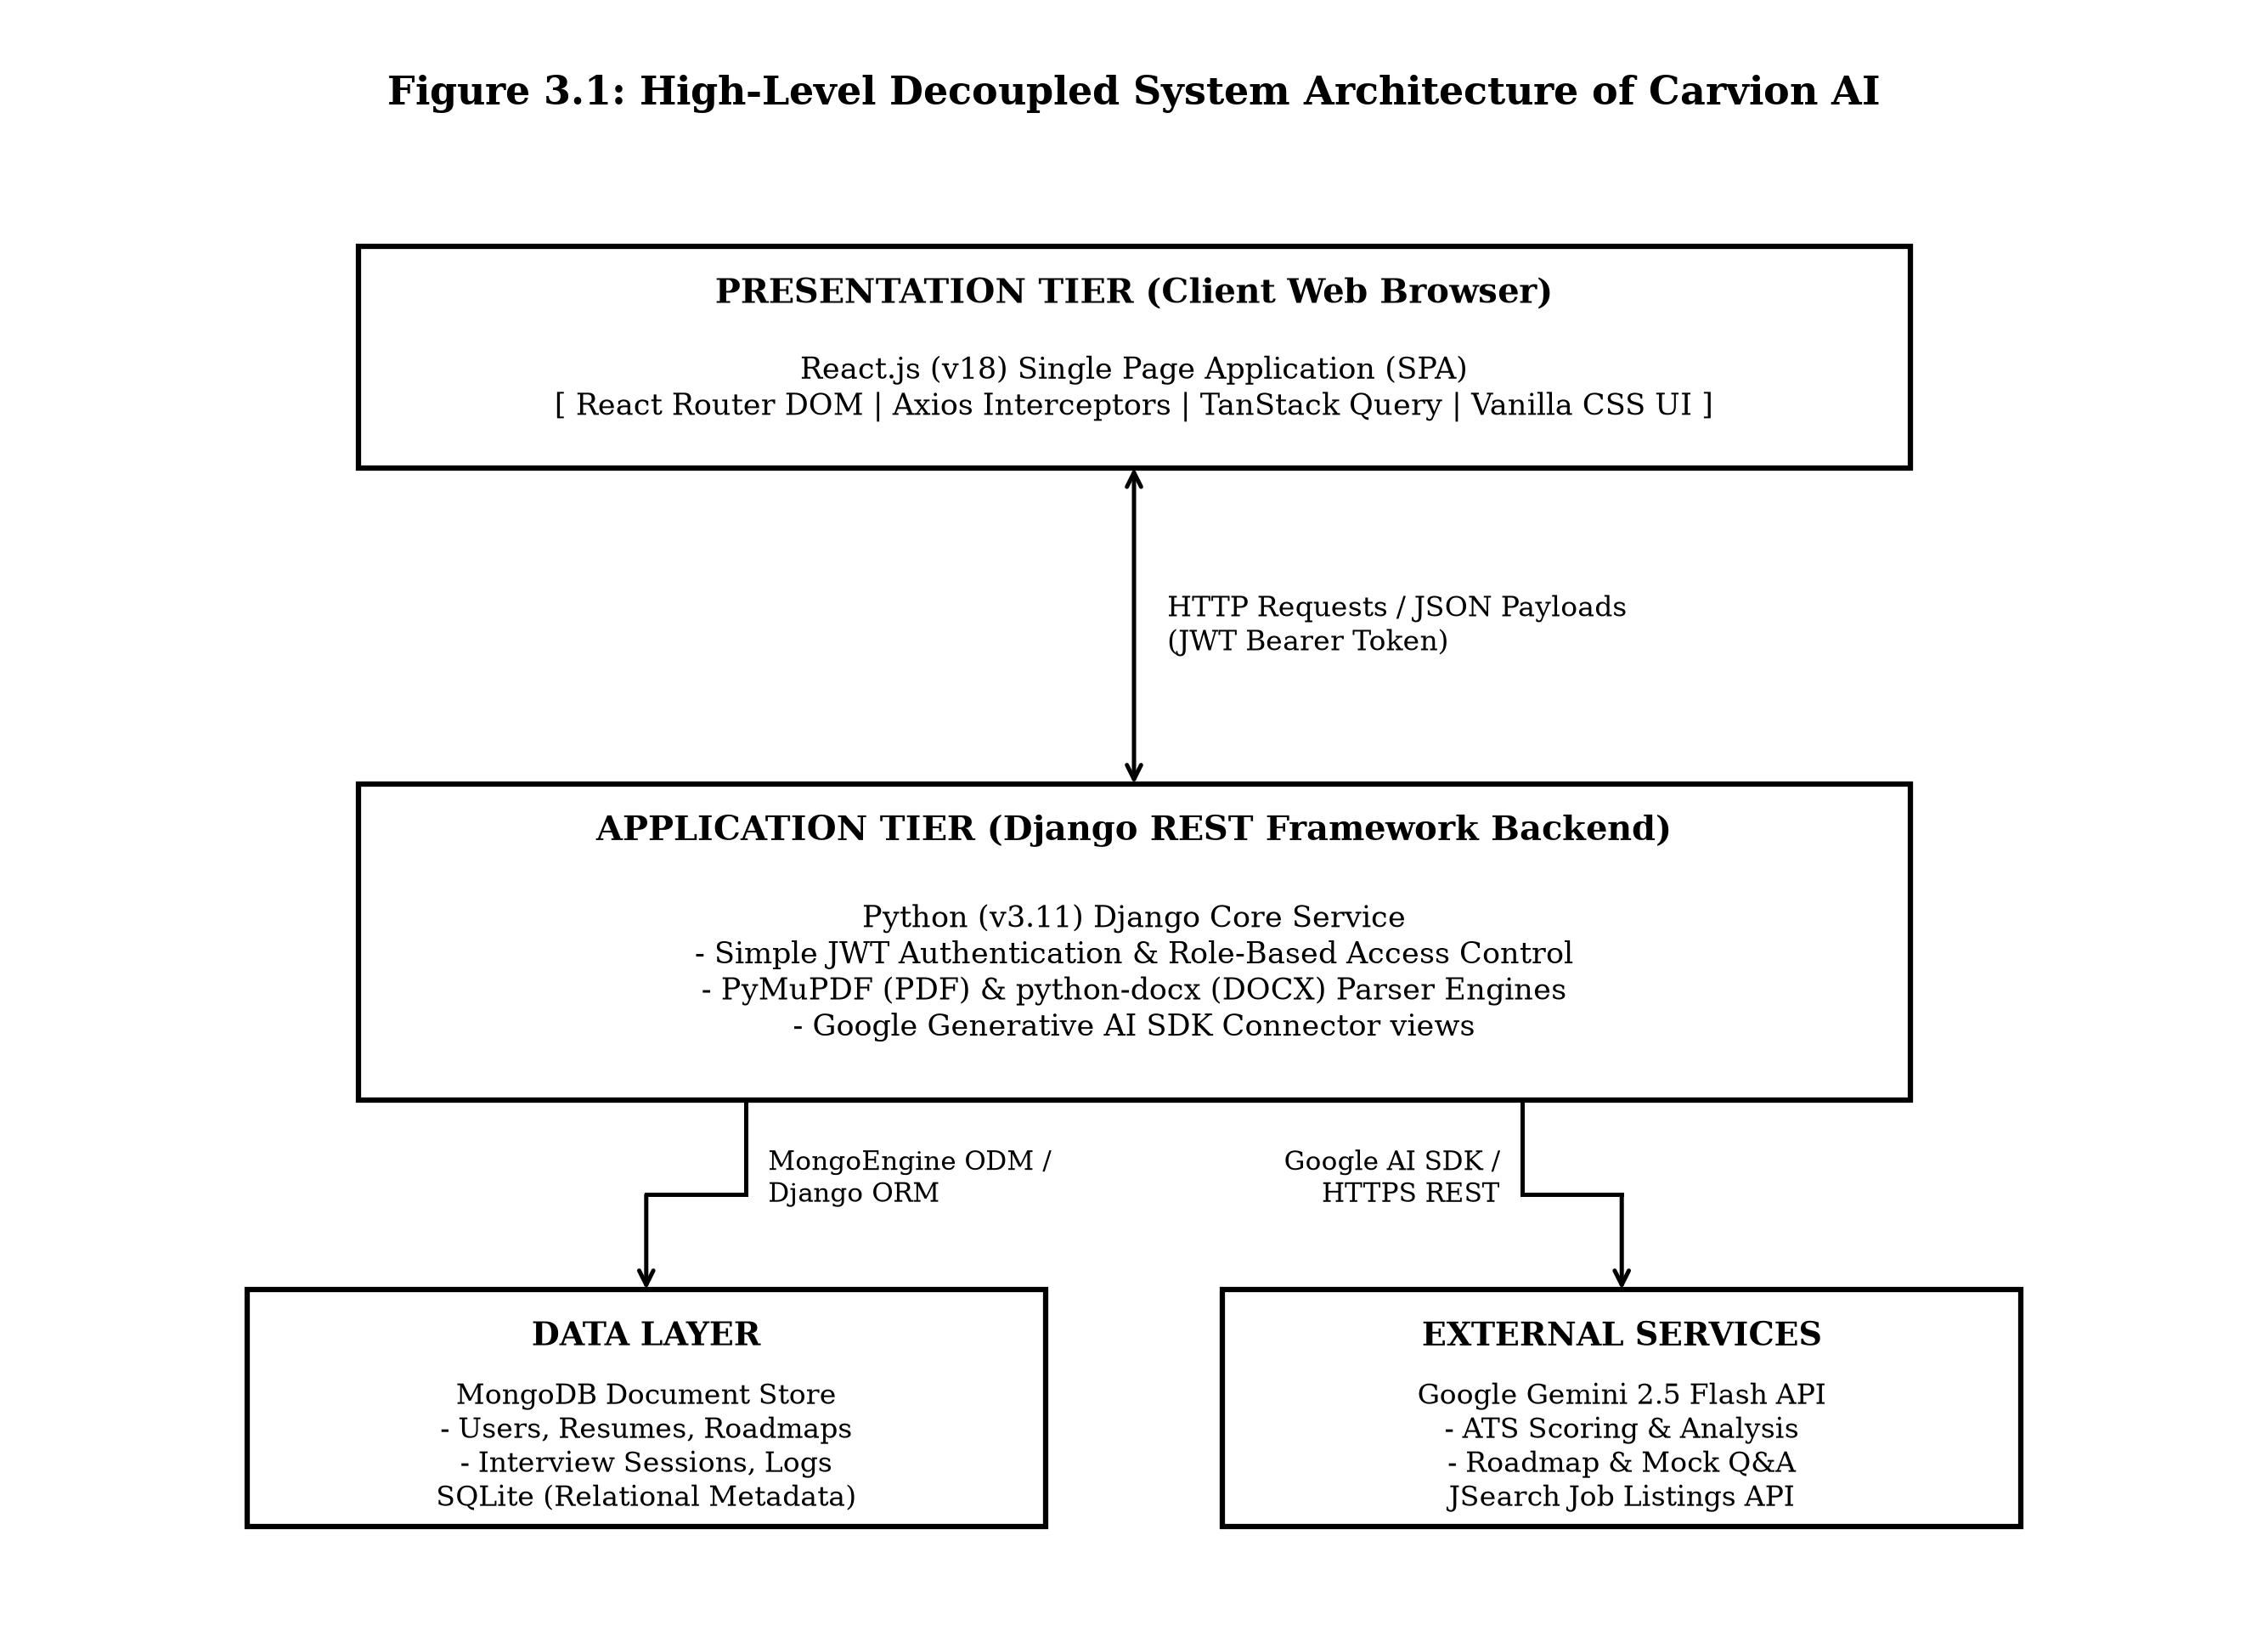 Figure 3.1: High-Level Decoupled System Architecture of Carvion AI
PRESENTATION TIER (Client Web Browser)
React.js (v18) Single Page Application (SPA)
[ React Router DOM | Axios Interceptors | TanStack Query | Vanilla CSS UI ]
HTTP Requests / JSON Payloads
(JWT Bearer Token)
APPLICATION TIER (Django REST Framework Backend)
Python (v3.11) Django Core Service
- Simple JWT Authentication & Role-Based Access Control
- PyMuPDF (PDF) & python-docx (DOCX) Parser Engines
- Google Generative AI SDK Connector views
MongoEngine ODM /
Django ORM
Google AI SDK /
HTTPS REST
DATA LAYER
MongoDB Document Store
- Users, Resumes, Roadmaps
- Interview Sessions, Logs
SQLite (Relational Metadata)
EXTERNAL SERVICES
Google Gemini 2.5 Flash API
- ATS Scoring & Analysis
- Roadmap & Mock Q&A
JSearch Job Listings API